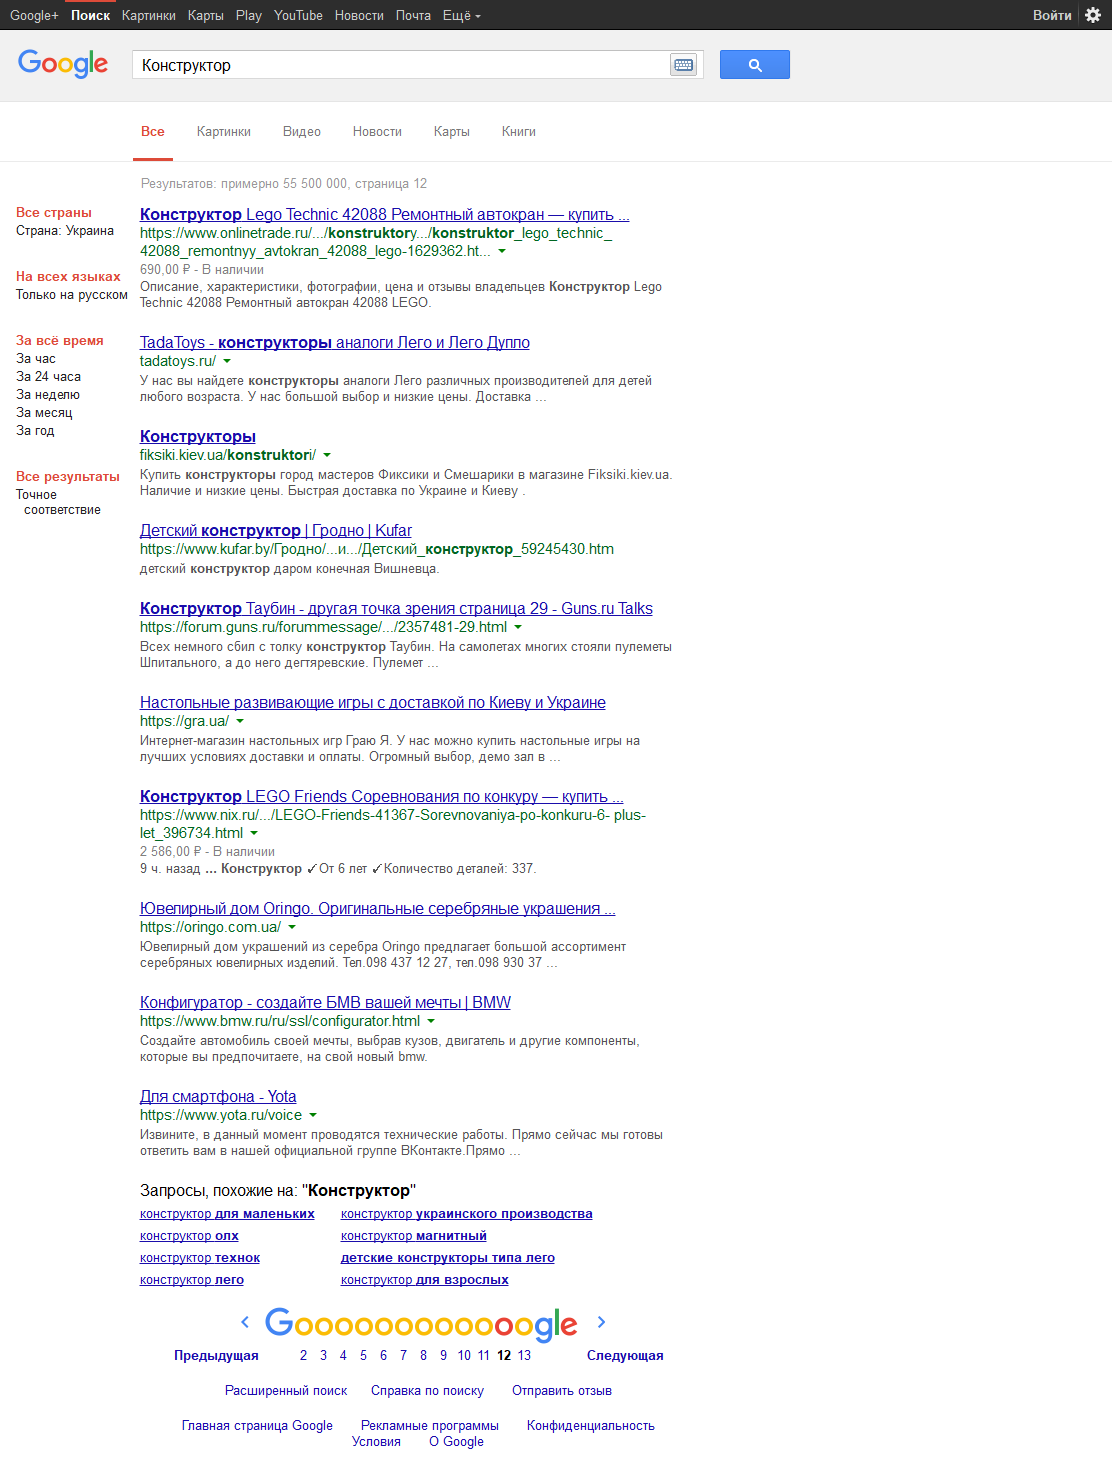 Google+ Поиск Картинки Карты Play YouTube Новости Почта Ещё Войти
Google Конструктор
Все Картинки Видео Новости Карты Книги
Результатов: примерно 55 500 000, страница 12
Все страны
Страна: Украина
На всех языках
Только на русском
За всё время
За час
За 24 часа
За неделю
За месяц
За год
Все результаты
Точное
соответствие
Конструктор Lego Technic 42088 Ремонтный автокран — купить ...
https://www.onlinetrade.ru/.../konstruktory.../konstruktor_lego_technic_
42088_remontnyy_avtokran_42088_lego-1629362.ht...
690,00 ₽ - В наличии
Описание, характеристики, фотографии, цена и отзывы владельцев Конструктор Lego
Technic 42088 Ремонтный автокран 42088 LEGO.
TadaToys - конструкторы аналоги Лего и Лего Дупло
tadatoys.ru/
У нас вы найдете конструкторы аналоги Лего различных производителей для детей
любого возраста. У нас большой выбор и низкие цены. Доставка ...
Конструкторы
fiksiki.kiev.ua/konstruktori/
Купить конструкторы город мастеров Фиксики и Смешарики в магазине Fiksiki.kiev.ua.
Наличие и низкие цены. Быстрая доставка по Украине и Киеву .
Детский конструктор | Гродно | Kufar
https://www.kufar.by/Гродно/...и.../Детский_конструктор_59245430.htm
детский конструктор даром конечная Вишневца.
Конструктор Таубин - другая точка зрения страница 29 - Guns.ru Talks
https://forum.guns.ru/forummessage/.../2357481-29.html
Всех немного сбил с толку конструктор Таубин. На самолетах многих стояли пулеметы
Шпитального, а до него дегтяревские. Пулемет ...
Настольные развивающие игры с доставкой по Киеву и Украине
https://gra.ua/
Интернет-магазин настольных игр Граю Я. У нас можно купить настольные игры на
лучших условиях доставки и оплаты. Огромный выбор, демо зал в ...
Конструктор LEGO Friends Соревнования по конкуру — купить ...
https://www.nix.ru/.../LEGO-Friends-41367-Sorevnovaniya-po-konkuru-6- plus-
let_396734.html
2 586,00 ₽ - В наличии
9 ч. назад ... Конструктор ✓От 6 лет ✓Количество деталей: 337.
Ювелирный дом Oringo. Оригинальные серебряные украшения ...
https://oringo.com.ua/
Ювелирный дом украшений из серебра Oringo предлагает большой ассортимент
серебряных ювелирных изделий. Тел.098 437 12 27, тел.098 930 37 ...
Конфигуратор - создайте БМВ вашей мечты | BMW
https://www.bmw.ru/ru/ssl/configurator.html
Создайте автомобиль своей мечты, выбрав кузов, двигатель и другие компоненты,
которые вы предпочитаете, на свой новый bmw.
Для смартфона - Yota
https://www.yota.ru/voice
Извините, в данный момент проводятся технические работы. Прямо сейчас мы готовы
ответить вам в нашей официальной группе ВКонтакте.Прямо ...
Запросы, похожие на: "Конструктор"
конструктор для маленьких конструктор украинского производства
конструктор олх конструктор магнитный
конструктор технок детские конструкторы типа лего
конструктор лего конструктор для взрослых
Goooooooooooogle
Предыдущая 2 3 4 5 6 7 8 9 10 11 12 13 Следующая
Расширенный поиск Справка по поиску Отправить отзыв
Главная страница Google Рекламные программы Конфиденциальность
Условия О Google